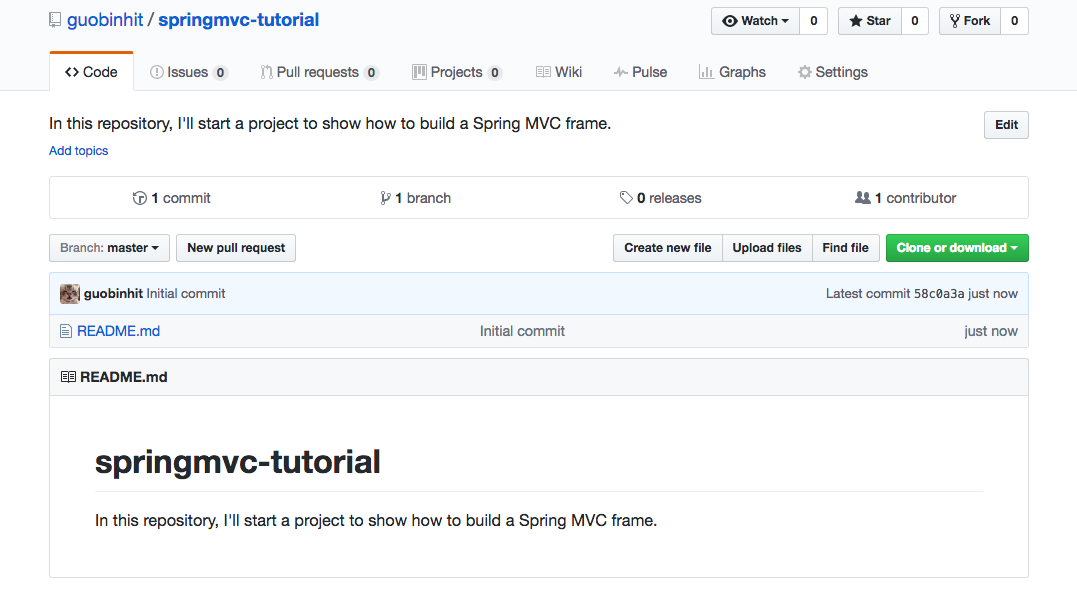 guobinhit / springmvc-tutorial Watch 0 Star 0 Fork 0
Code Issues 0 Pull requests 0 Projects 0 Wiki Pulse Graphs Settings
In this repository, I'll start a project to show how to build a Spring MVC frame. Edit
Add topics
1 commit 1 branch 0 releases 1 contributor
Branch: master New pull request Create new file Upload files Find file Clone or download
guobinhit Initial commit Latest commit 58c0a3a just now
README.md Initial commit just now
README.md
springmvc-tutorial
In this repository, I'll start a project to show how to build a Spring MVC frame.